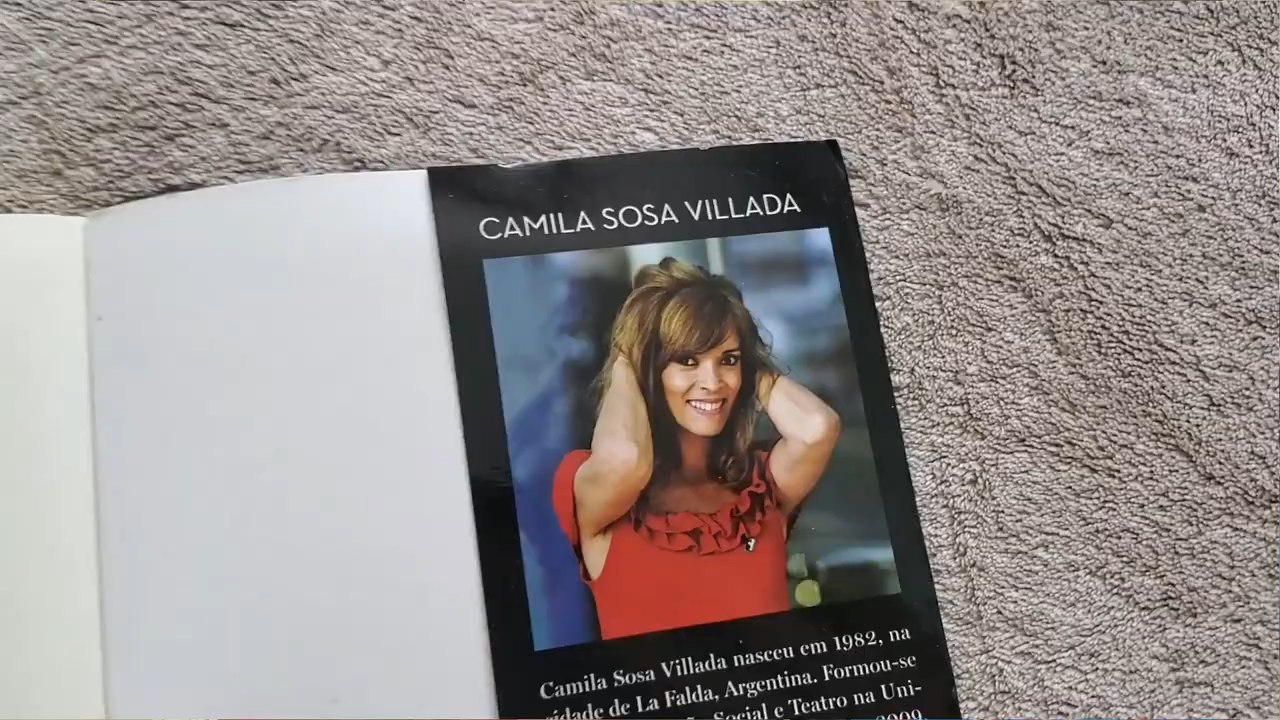 CAMILA SOSA VILLADA
Camila Sosa Villada nasceu em 1982, na
de La Falda, Argentina. Formou-se
Social e Teatro na Uni-
2009,